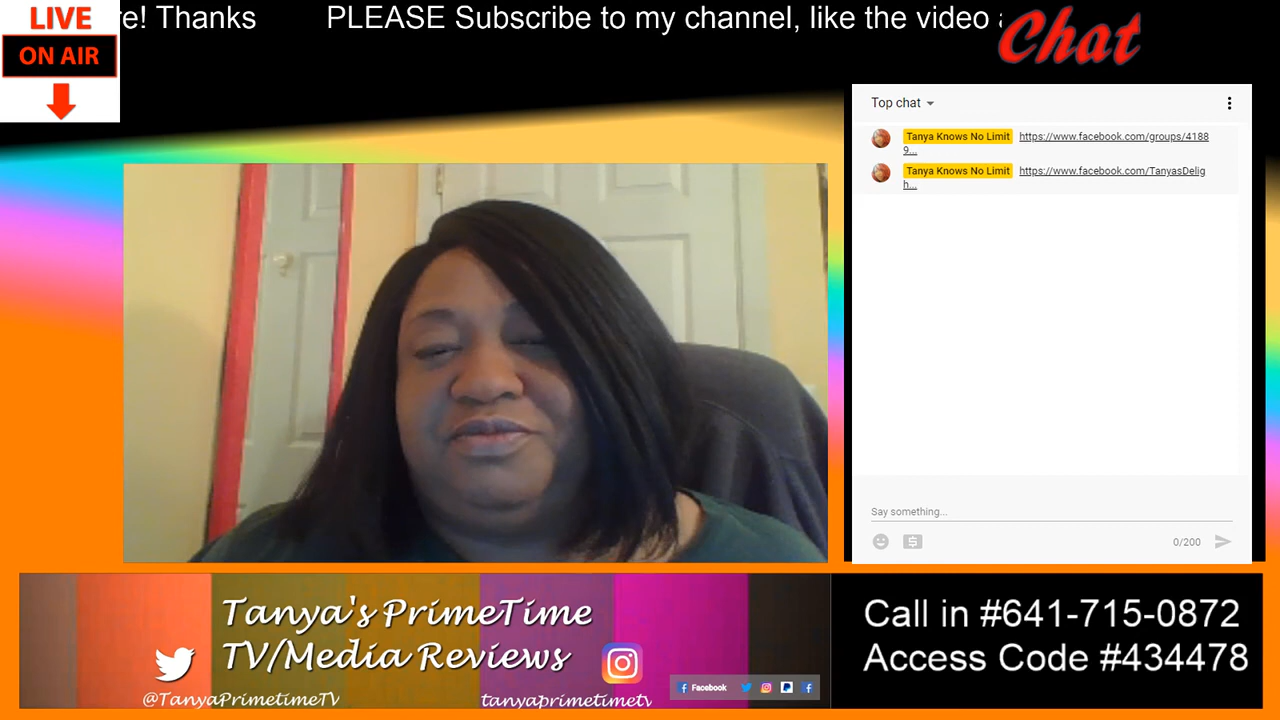 LIVE
ON AIR
re! Thanks PLEASE Subscribe to my channel, like the video a
Chat
Top chat
Tanya Knows No Limit https://www.facebook.com/groups/4188
9...
Tanya Knows No Limit https://www.facebook.com/TanyasDelig
h...
Say something...
0/200
Tanya's PrimeTime
TV/Media Reviews
@TanyaPrimetimeTV
tanyaprimetimetv
Facebook
Call in #641-715-0872
Access Code #434478